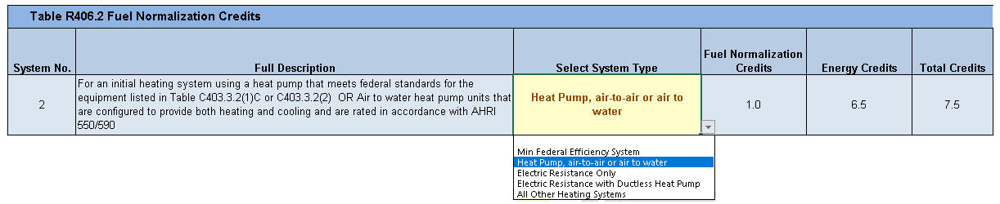 Table R406.2 Fuel Normalization Credits
System No.
Full Description
Select System Type
Fuel Normalization
Credits
Energy Credits
Total Credits
2
For an initial heating system using a heat pump that meets federal standards for the
equipment listed in Table C403.3.2(1)C or C403.3.2(2)  OR Air to water heat pump units that
are configured to provide both heating and cooling and are rated in accordance with AHRI
550/590
Heat Pump, air-to-air or air to
water
1.0
6.5
7.5
Min Federal Efficiency System
Heat Pump, air-to-air or air to water
Electric Resistance Only
Electric Resistance with Ductless Heat Pump
All Other Heating Systems